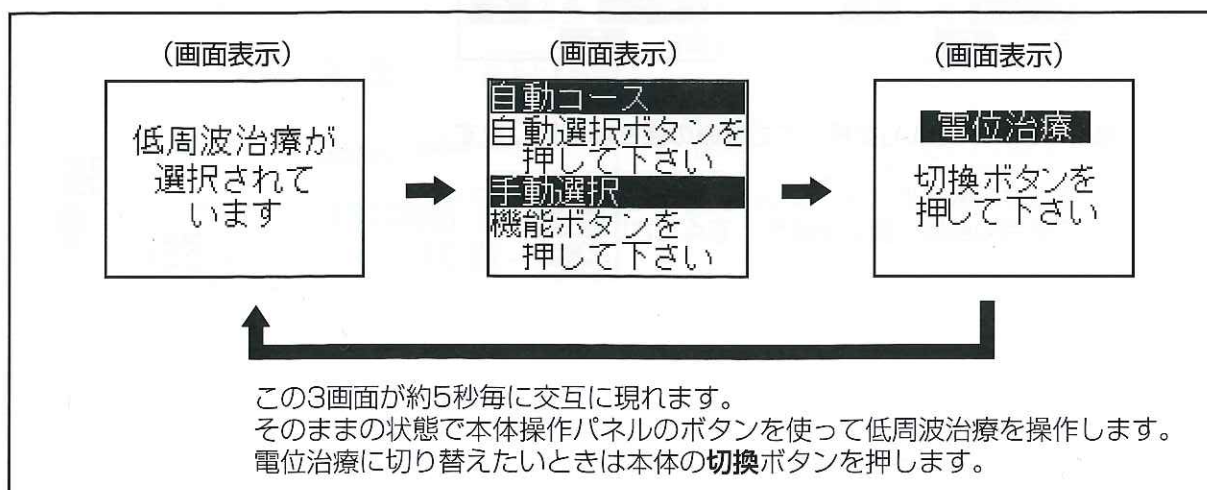 (画面表示)
低周波治療が
選択されて
います
(画面表示)
自動コース
自動選択ボタンを
押して下さい
手動選択
機能ボタンを
押して下さい
(画面表示)
電位治療
切換ボタンを
押して下さい
この3画面が約5秒毎に交互に現れます。
そのままの状態で本体操作パネルのボタンを使って低周波治療を操作します。
電位治療に切り替えたいときは本体の切換ボタンを押します。